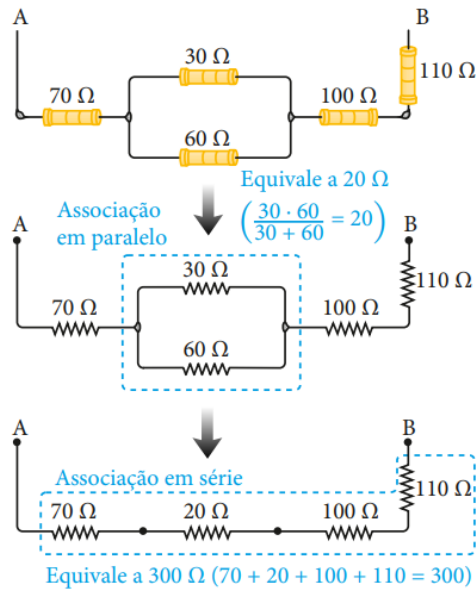 A
B
30 Ω
110 Ω
70 Ω
100 Ω
60 Ω
Equivale a 20 Ω
(30 · 60 / 30 + 60 = 20)
Associação
em paralelo
A
B
30 Ω
110 Ω
70 Ω
100 Ω
60 Ω
A
B
Associação em série
110 Ω
70 Ω
20 Ω
100 Ω
Equivale a 300 Ω (70 + 20 + 100 + 110 = 300)